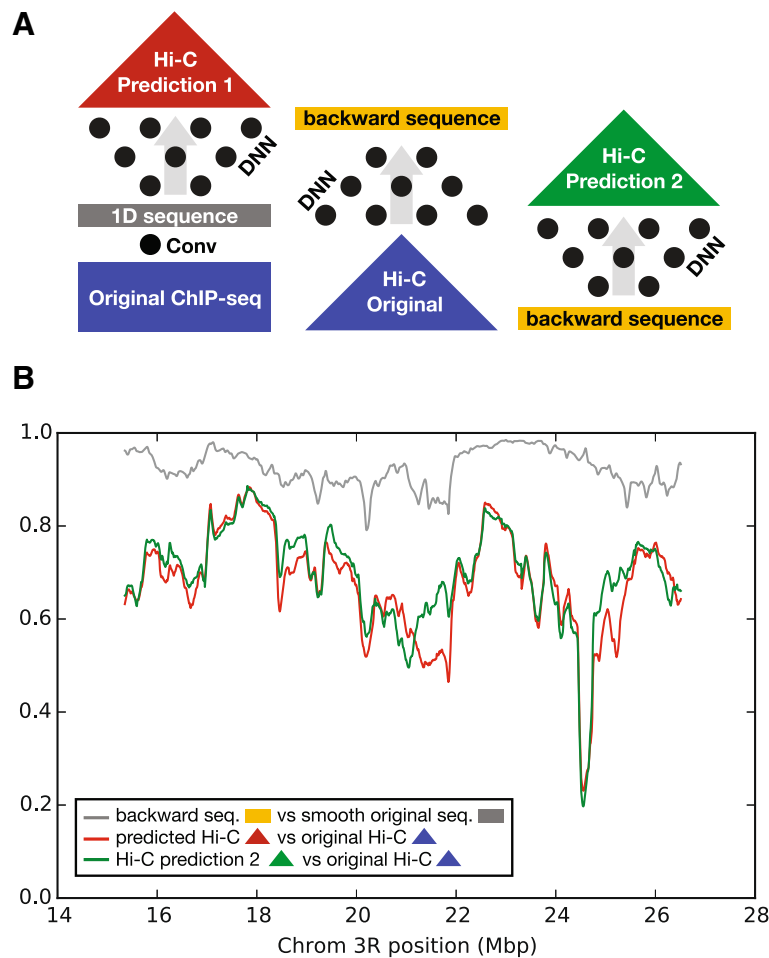 A
Hi-C
Prediction 1
DNN
1D sequence
Conv
Original ChIP-seq
backward sequence
DNN
Hi-C
Original
Hi-C
Prediction 2
DNN
backward sequence
B
1.0
0.8
0.6
0.4
0.2
0.0
backward seq. vs smooth original seq.
predicted Hi-C vs original Hi-C
Hi-C prediction 2 vs original Hi-C
14 16 18 20 22 24 26 28
Chrom 3R position (Mbp)